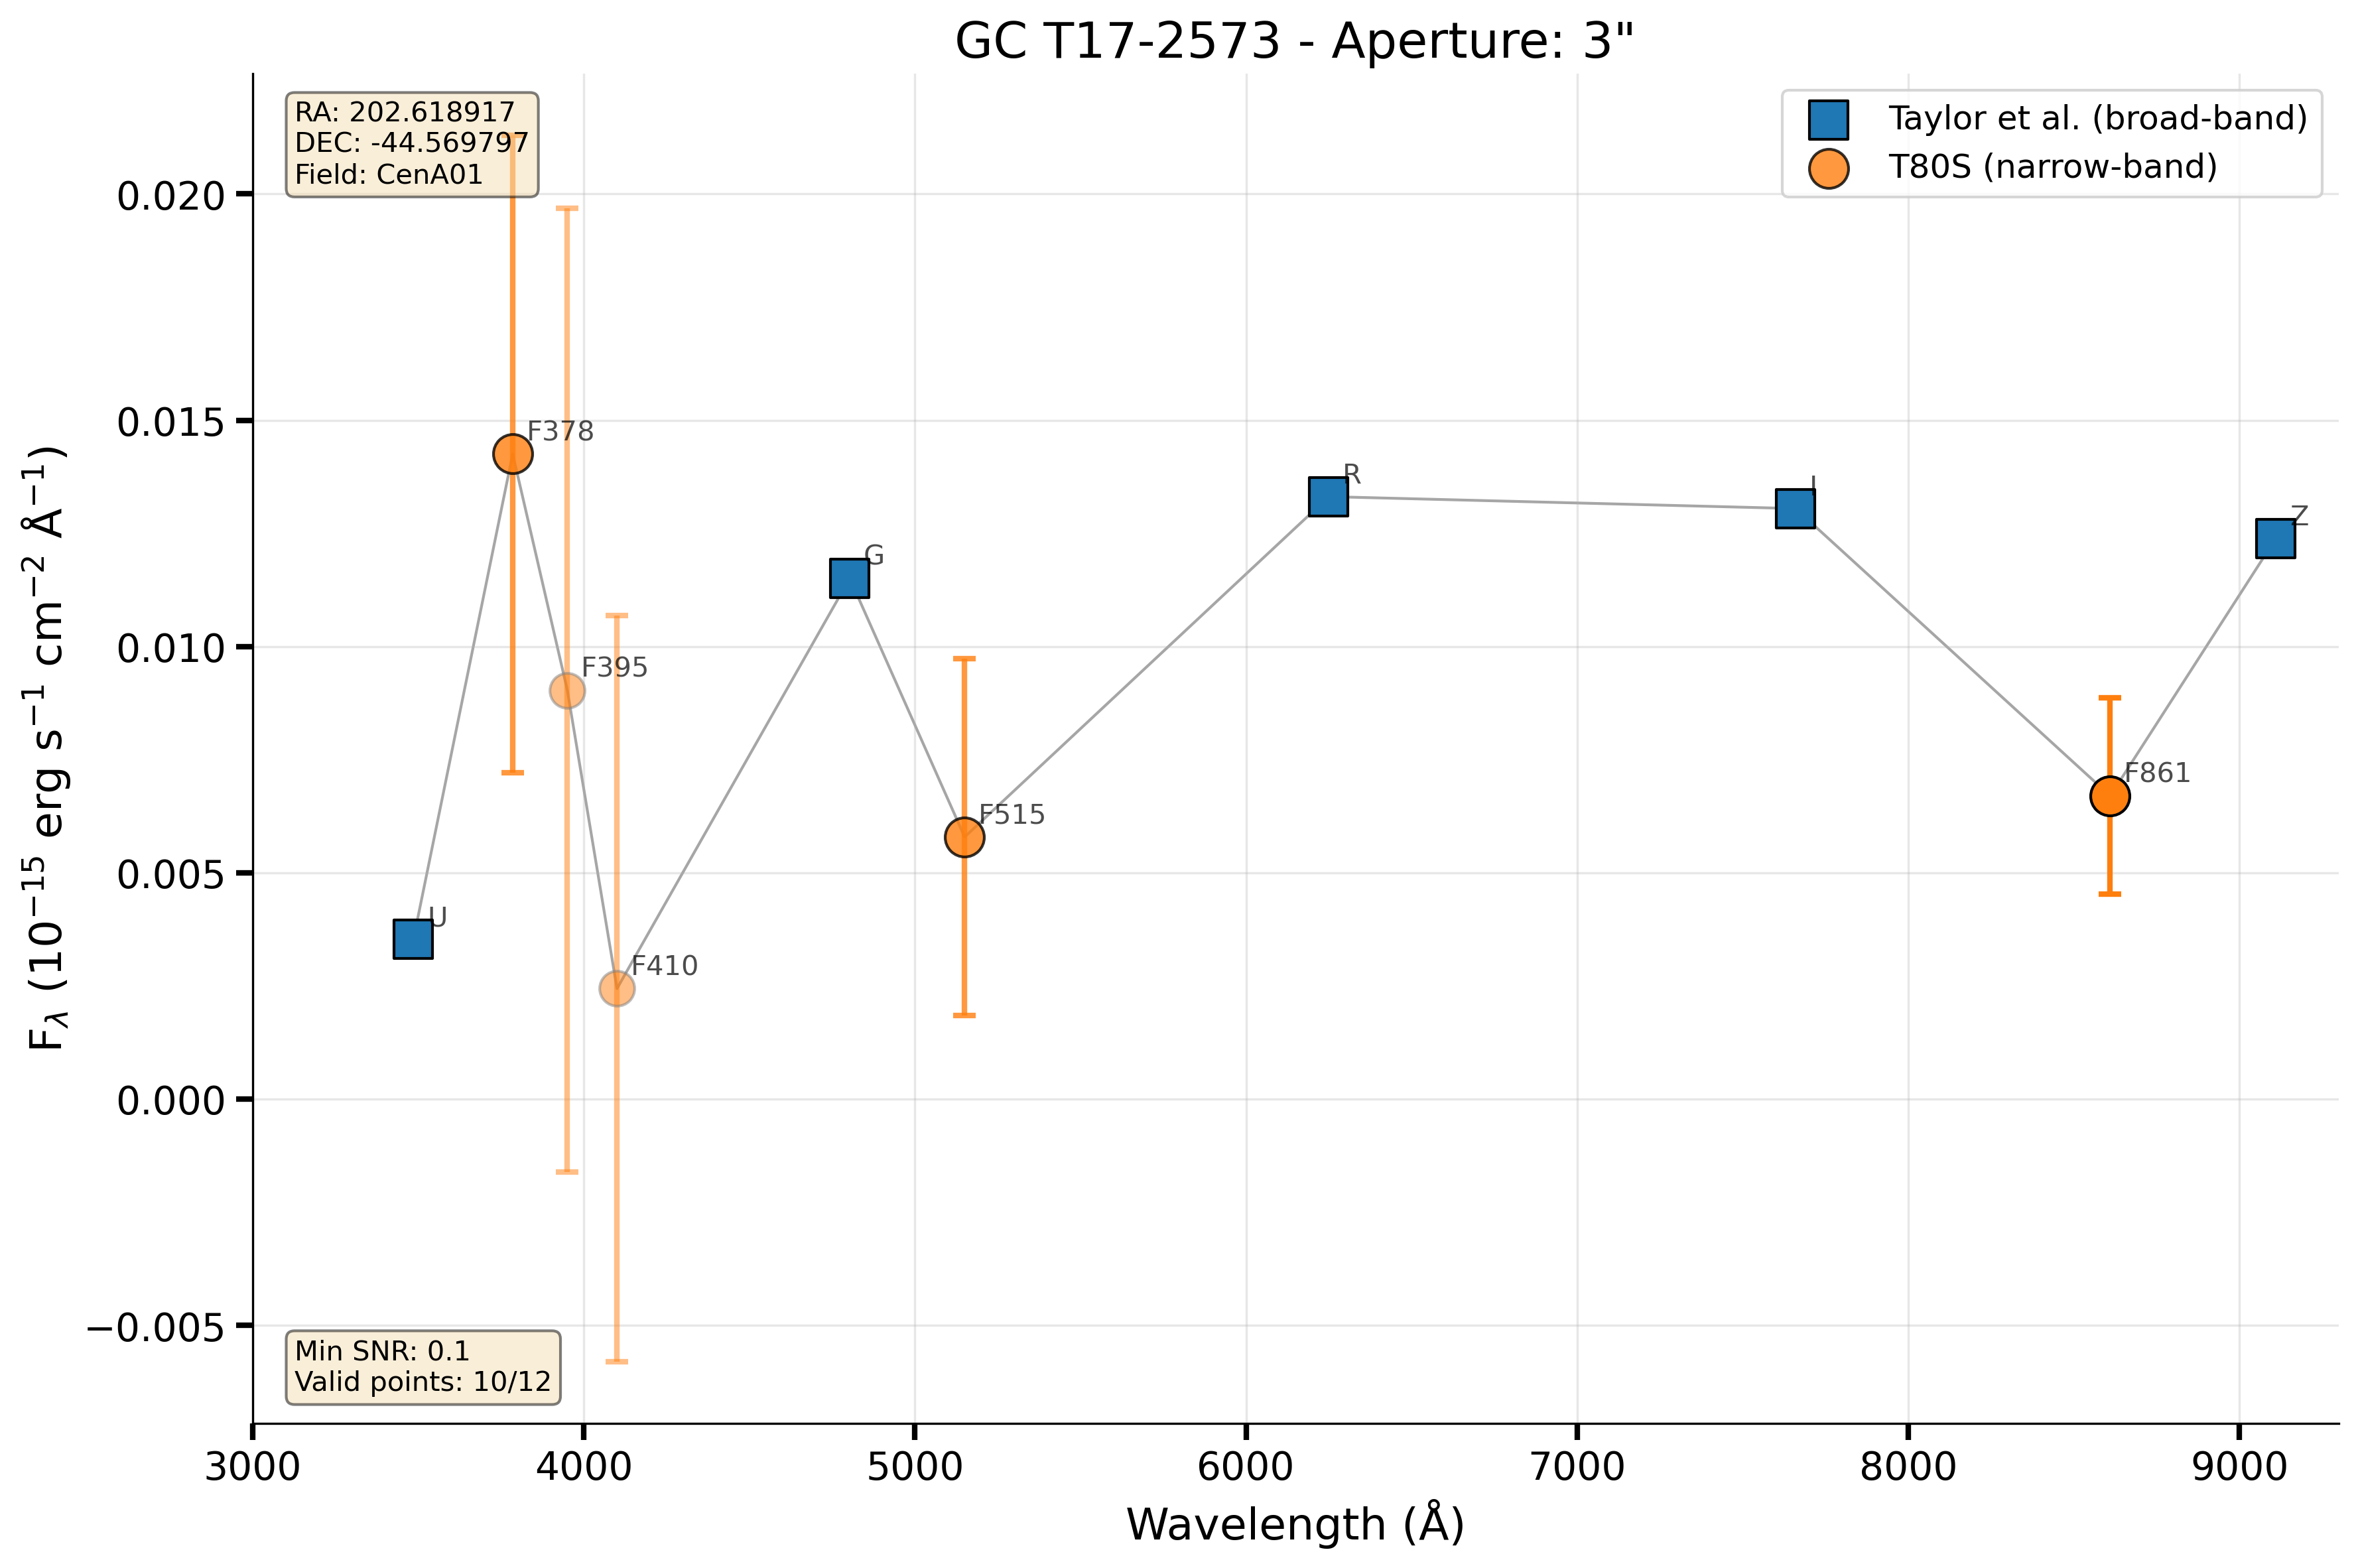 GC T17-2573 - Aperture: 3"
RA: 202.618917
DEC: -44.569797
Field: CenA01
Taylor et al. (broad-band)
T80S (narrow-band)
0.020
0.015
0.010
0.005
0.000
−0.005
F_λ (10⁻¹⁵ erg s⁻¹ cm⁻² Å⁻¹)
F378
R
I
Z
G
F395
F861
F515
U
F410
Min SNR: 0.1
Valid points: 10/12
3000 4000 5000 6000 7000 8000 9000
Wavelength (Å)